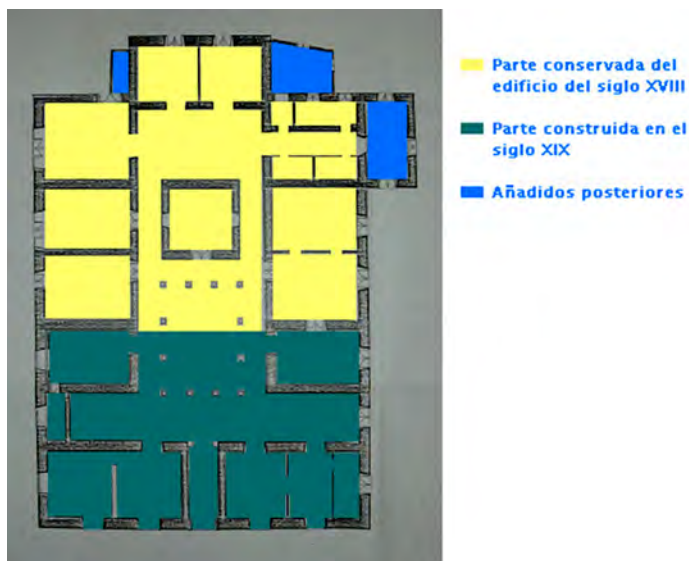 Parte conservada del
edificio del siglo XVIII
Parte construida en el
siglo XIX
Añadidos posteriores